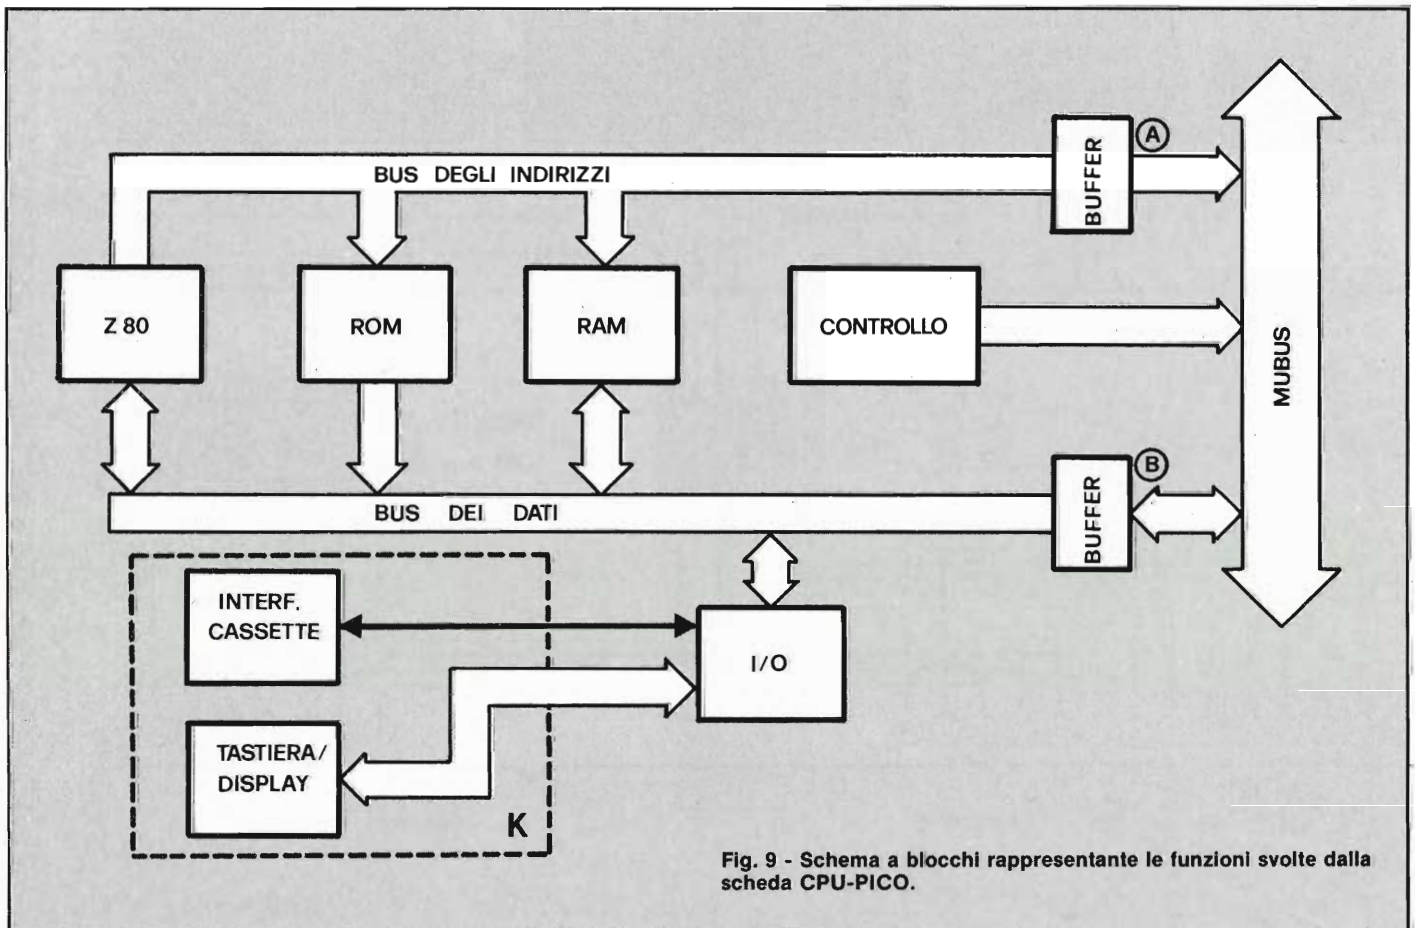 BUS DEGLI INDIRIZZI
BUFFER
A
Z 80
ROM
RAM
CONTROLLO
MUBUS
BUS DEI DATI
BUFFER
B
INTERF.
CASSETTE
I/O
TASTIERA/
DISPLAY
K
Fig. 9 - Schema a blocchi rappresentante le funzioni svolte dalla
scheda CPU-PICO.